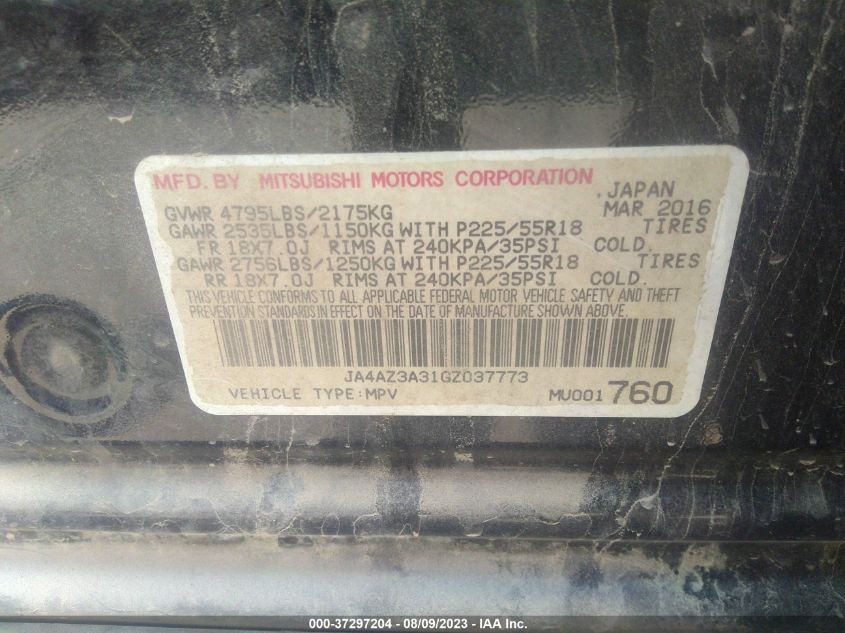 MFD. BY MITSUBISHI MOTORS CORPORATION
JAPAN
GVWR 4795LBS/2175KG MAR 2016
GAWR 2535LBS/1150KG WITH P225/55R18 TIRES
FR 18X7.0J RIMS AT 240KPA/35PSI COLD.
GAWR 2756LBS/1250KG WITH P225/55R18 TIRES
RR 18X7.0J RIMS AT 240KPA/35PSI COLD.
THIS VEHICLE CONFORMS TO ALL APPLICABLE FEDERAL MOTOR VEHICLE SAFETY AND THEFT
PREVENTION STANDARDS IN EFFECT ON THE DATE OF MANUFACTURE SHOWN ABOVE.
JA4AZ3A31GZ037773
VEHICLE TYPE:MPV MU001 760
000-37297204 - 08/09/2023 - IAA Inc.